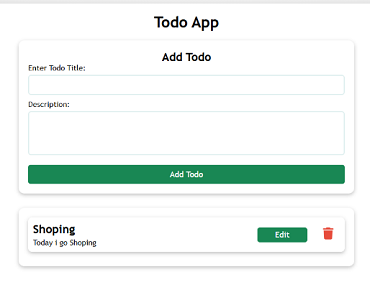 Todo App
Add Todo
Enter Todo Title:
Description:
Add Todo
Shoping
Edit
Today i go Shoping